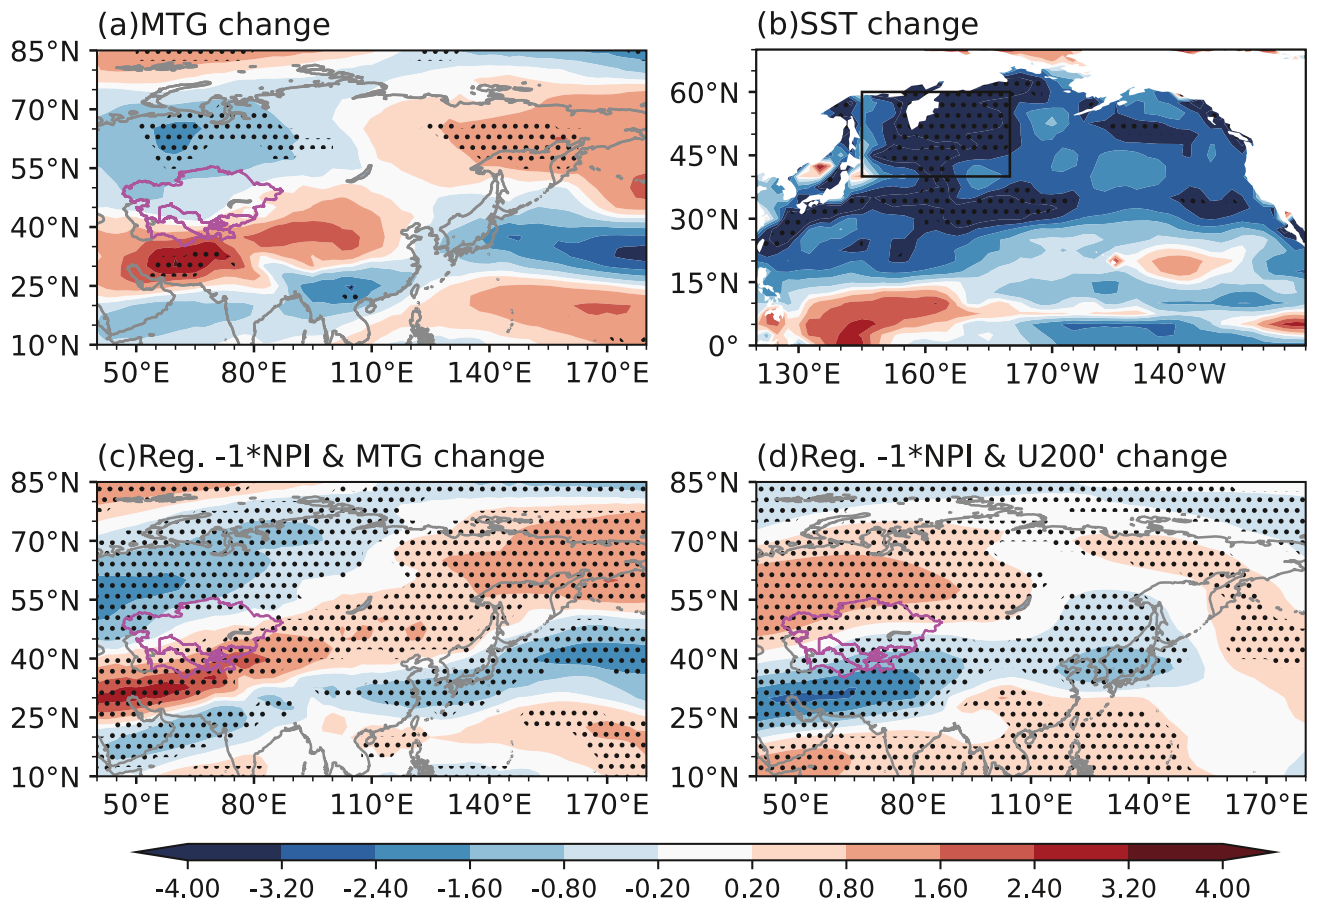 (a)MTG change
(b)SST change
85°N
70°N
55°N
40°N
25°N
10°N
50°E 80°E 110°E 140°E 170°E
60°N
45°N
30°N
15°N
0°
130°E 160°E 170°W 140°W
(c)Reg. -1*NPI & MTG change
(d)Reg. -1*NPI & U200' change
85°N
70°N
55°N
40°N
25°N
10°N
50°E 80°E 110°E 140°E 170°E
85°N
70°N
55°N
40°N
25°N
10°N
50°E 80°E 110°E 140°E 170°E
-4.00 -3.20 -2.40 -1.60 -0.80 -0.20 0.20 0.80 1.60 2.40 3.20 4.00